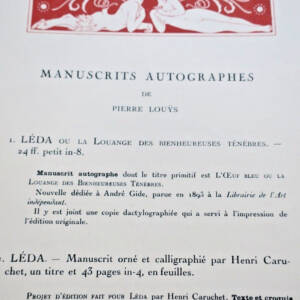 MANUSCRITS AUTOGRAPHES
DE
PIERRE LOUŸS
1. LÉDA OU LA LOUANGE DES BIENHEUREUSES TÉNÈBRES. —
24 ff. petit in-8.
Manuscrit autographe dout le titre primitif est L'ŒUF BLEU OU LA
LOUANGE DES BIENHEUREUSES TÉNÈBRES.
Nouvelle dédiée à André Gide, parue en 1893 à la Librairie de l'Art
indépendant.
Il y est joint une copie dactylographiée qui a servi à l'impression de
l'édition originale.
. LÉDA. — Manuscrit orné et calligraphié par Henri Caru-
chet, un titre et 43 pages in-4, en feuilles.
PROJET D'ÉDITION FAIT POUR LÉDA par Henri Caruchet. Texte et croquis